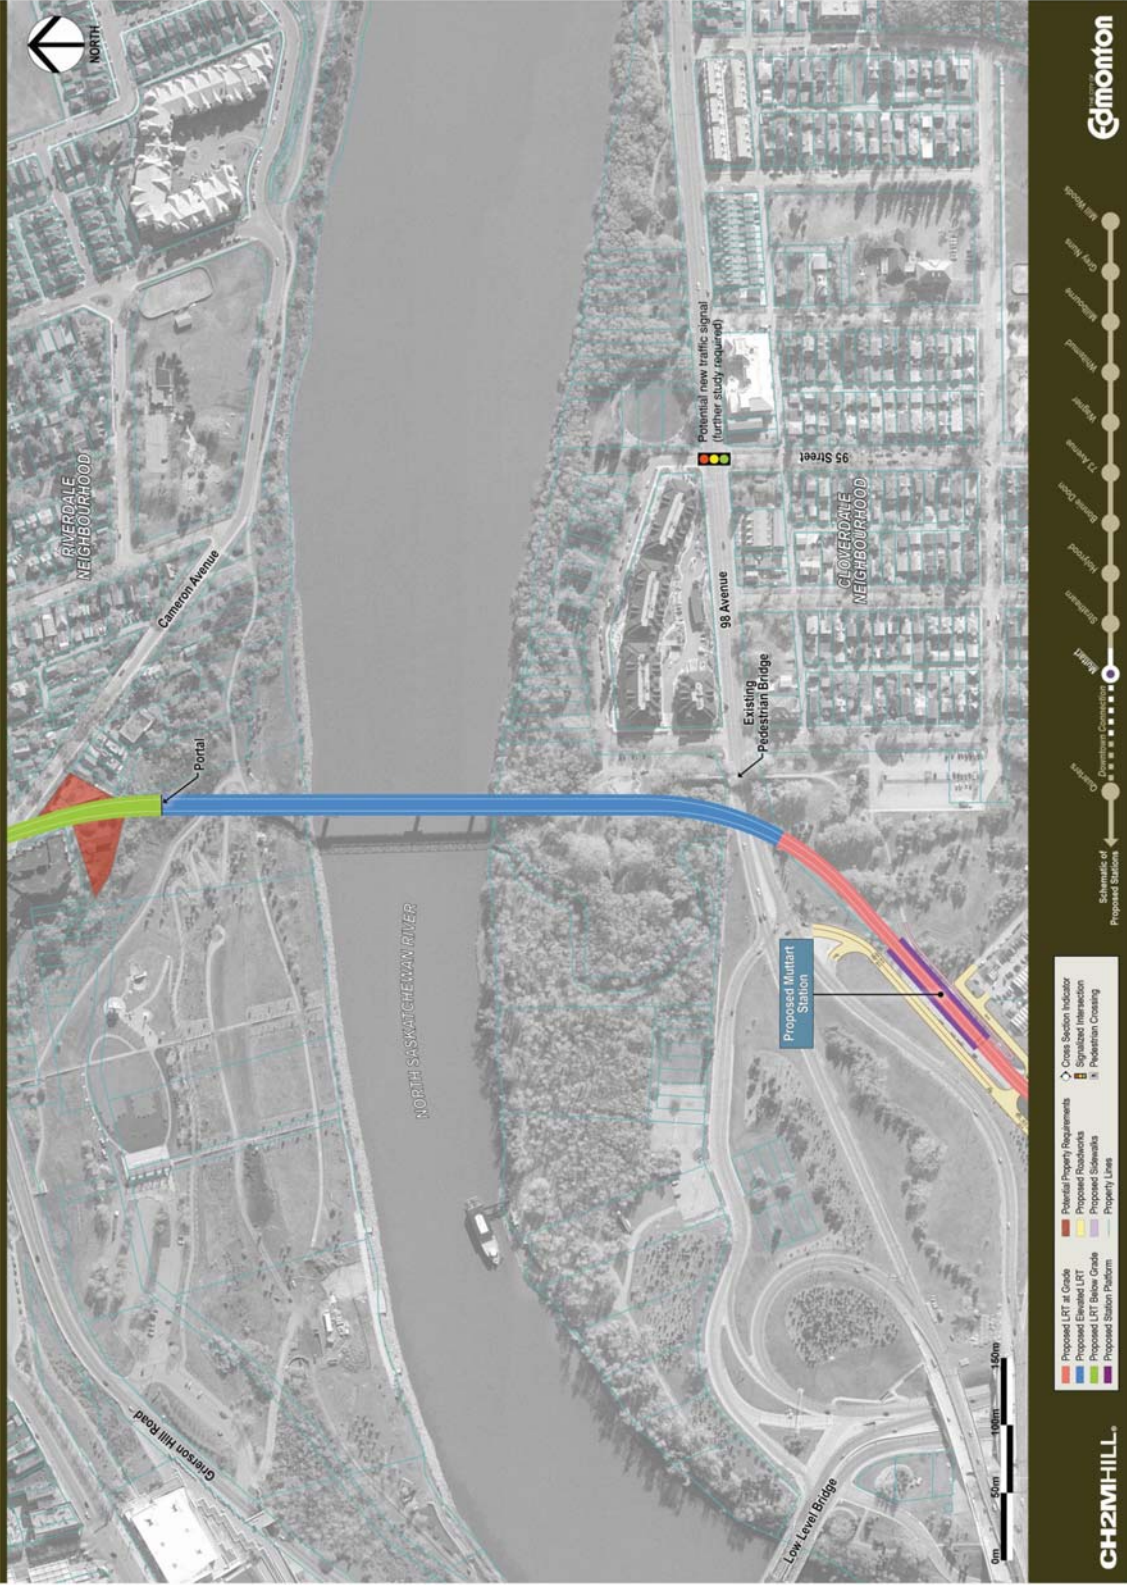 NORTH
RIVERDALE
NEIGHBOURHOOD
Cameron Avenue
Portal
Grierson Hill Road
NORTH SASKATCHEWAN RIVER
Potential new traffic signal
(further study required)
95 Street
98 Avenue
CLOVERDALE
NEIGHBOURHOOD
Existing
Pedestrian Bridge
Proposed Muttart
Station
Low Level Bridge
0m
50m
100m
150m
CH2MHILL®
Proposed LRT at Grade
Proposed Elevated LRT
Proposed LRT Below Grade
Proposed Station Platform
Potential Property Requirements
Proposed Roadworks
Proposed Sidewalks
Property Lines
Cross Section Indicator
Signalized Intersection
Pedestrian Crossing
Schematic of
Proposed Stations
Quarters
Downtown Connection
Muttart
Strathearn
Holyrood
Bonnie Doon
73 Avenue
Wagner
Whitemud
Millbourne
Grey Nuns
Mill Woods
THE CITY OF
Edmonton